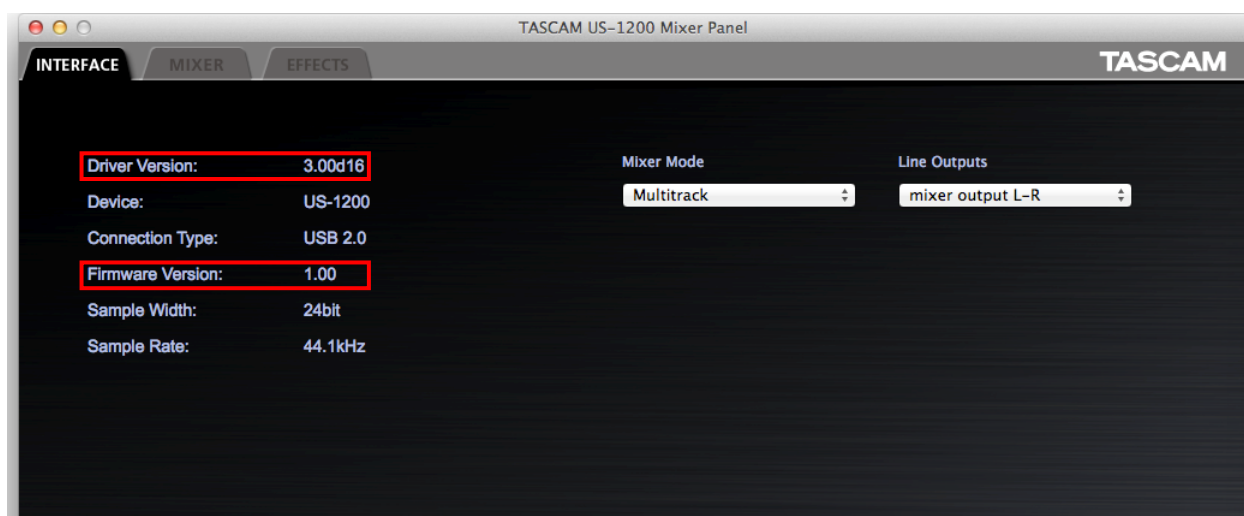 TASCAM US-1200 Mixer Panel
INTERFACE MIXER EFFECTS TASCAM
Driver Version: 3.00d16
Device: US-1200
Connection Type: USB 2.0
Firmware Version: 1.00
Sample Width: 24bit
Sample Rate: 44.1kHz
Mixer Mode
Multitrack
Line Outputs
mixer output L-R